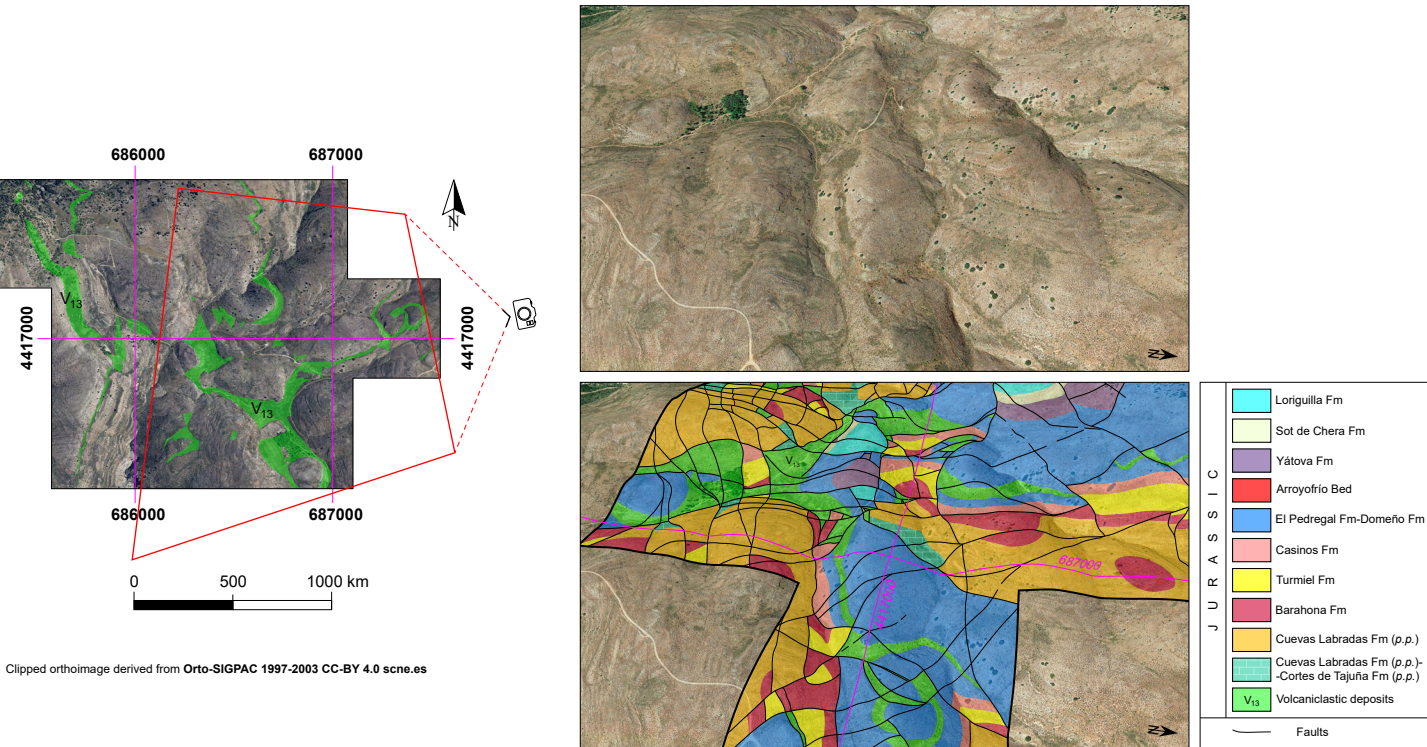 686000
687000
N
4417000
4417000
V13
V13
686000
687000
0
500
1000 km
Clipped orthoimage derived from Orto-SIGPAC 1997-2003 CC-BY 4.0 scne.es
N
V13
687000
4417000
N
JURASSIC
Loriguilla Fm
Sot de Chera Fm
Yátova Fm
Arroyofrío Bed
El Pedregal Fm-Domeño Fm
Casinos Fm
Turmiel Fm
Barahona Fm
Cuevas Labradas Fm (p.p.)
Cuevas Labradas Fm (p.p.)-
-Cortes de Tajuña Fm (p.p.)
V13 Volcaniclastic deposits
Faults